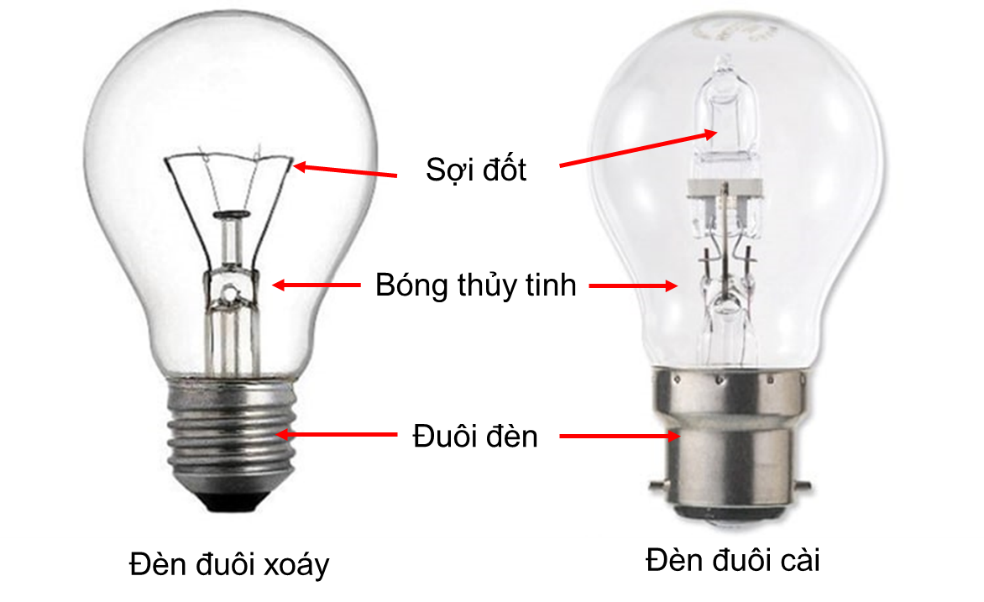 Sợi đốt
Bóng thủy tinh
Đuôi đèn
Đèn đuôi xoáy
Đèn đuôi cài